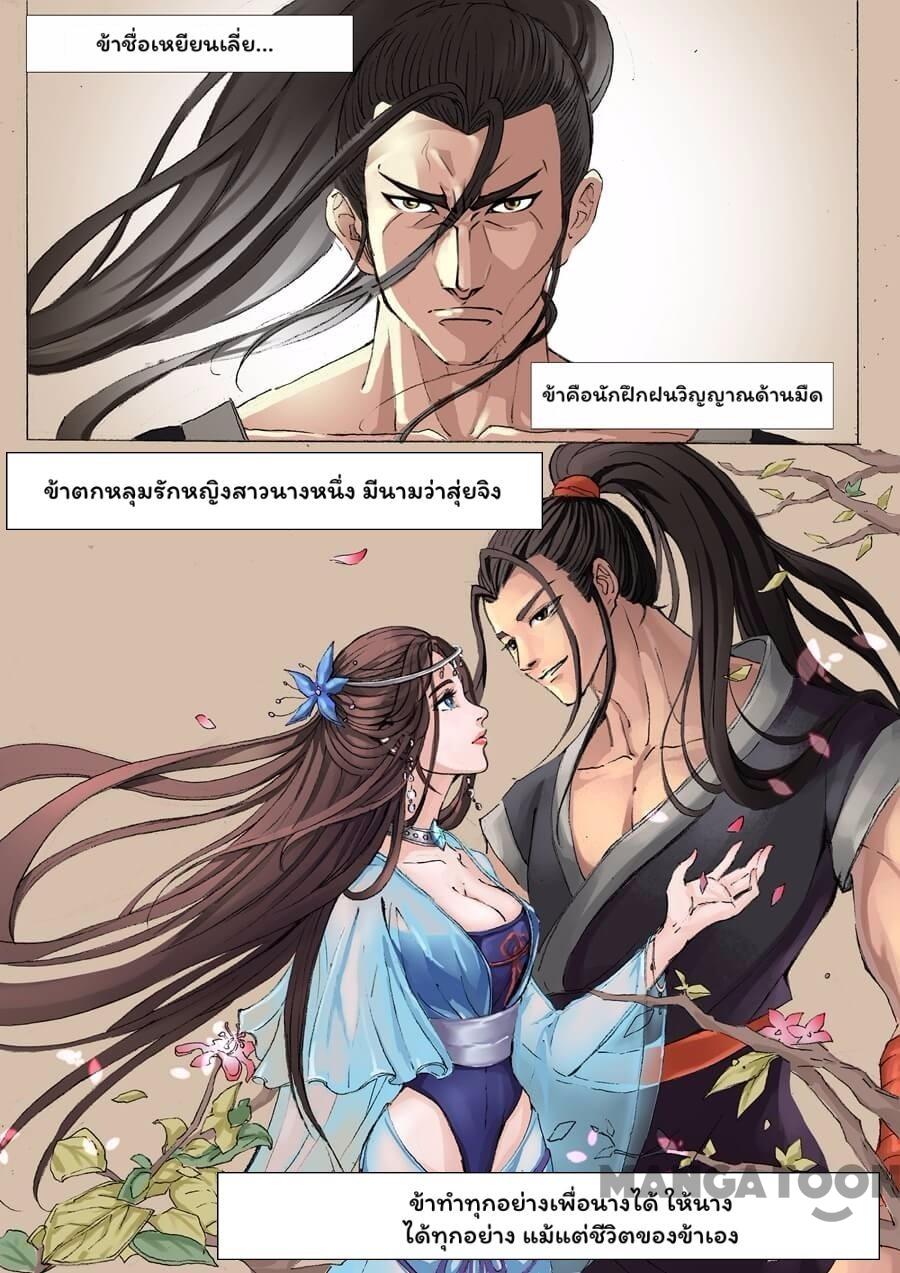 ข้าชื่อเหยียนเลี่ย...
ข้าคือนักฝึกฝนวิญญาณด้านมืด
ข้าตกหลุมรักหญิงสาวนางหนึ่ง มีนามว่าสุ่ยจิง
ข้าทำทุกอย่างเพื่อนางได้ ให้นาง
ได้ทุกอย่าง แม้แต่ชีวิตของข้าเอง
MANGATOON